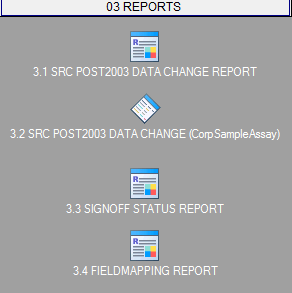 03 REPORTS
3.1 SRC POST2003 DATA CHANGE REPORT
3.2 SRC POST2003 DATA CHANGE (CorpSampleAssay)
3.3 SIGNOFF STATUS REPORT
3.4 FIELDMAPPING REPORT